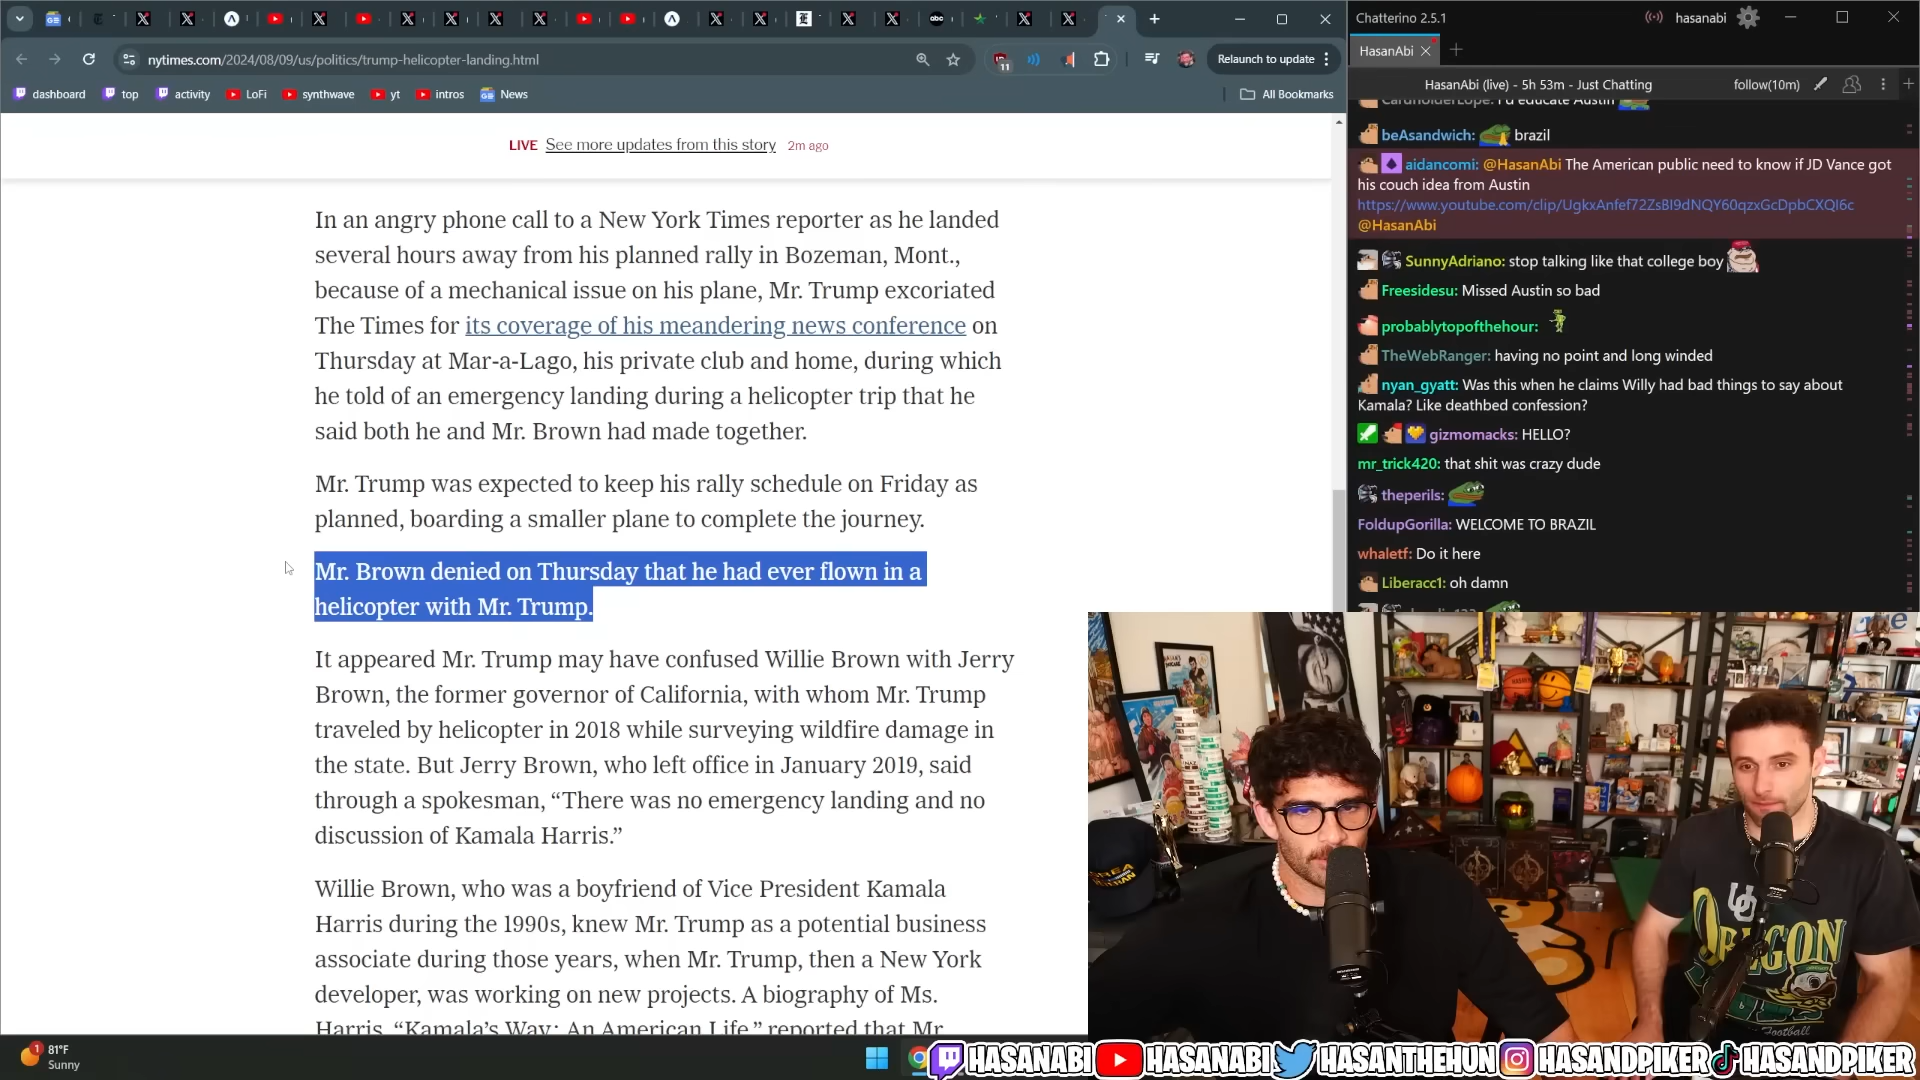 nytimes.com/2024/08/09/us/politics/trump-helicopter-landing.html
11
Relaunch to update
dashboard
top
activity
LoFi
synthwave
yt
intros
News
All Bookmarks
LIVE See more updates from this story 2m ago
In an angry phone call to a New York Times reporter as he landed
several hours away from his planned rally in Bozeman, Mont.,
because of a mechanical issue on his plane, Mr. Trump excoriated
The Times for its coverage of his meandering news conference on
Thursday at Mar-a-Lago, his private club and home, during which
he told of an emergency landing during a helicopter trip that he
said both he and Mr. Brown had made together.
Mr. Trump was expected to keep his rally schedule on Friday as
planned, boarding a smaller plane to complete the journey.
Mr. Brown denied on Thursday that he had ever flown in a
helicopter with Mr. Trump.
It appeared Mr. Trump may have confused Willie Brown with Jerry
Brown, the former governor of California, with whom Mr. Trump
traveled by helicopter in 2018 while surveying wildfire damage in
the state. But Jerry Brown, who left office in January 2019, said
through a spokesman, “There was no emergency landing and no
discussion of Kamala Harris.”
Willie Brown, who was a boyfriend of Vice President Kamala
Harris during the 1990s, knew Mr. Trump as a potential business
associate during those years, when Mr. Trump, then a New York
developer, was working on new projects. A biography of Ms.
Harris, “Kamala’s Way: An American Life,” reported that Mr.
Chatterino 2.5.1
hasanabi
HasanAbi
HasanAbi (live) - 5h 53m - Just Chatting
follow(10m)
CardholderLope: I'd educate Austin
beAsandwich: brazil
aidancomi: @HasanAbi The American public need to know if JD Vance got
his couch idea from Austin
@HasanAbi
SunnyAdriano: stop talking like that college boy
Freesidesu: Missed Austin so bad
probablytopofthehour:
TheWebRanger: having no point and long winded
nyan_gyatt: Was this when he claims Willy had bad things to say about
Kamala? Like deathbed confession?
gizmomacks: HELLO?
mr_trick420: that shit was crazy dude
theperils:
FoldupGorilla: WELCOME TO BRAZIL
whaletf: Do it here
Liberacc1: oh damn
UO
OREGON
Football
1
81°F
Sunny
HASANABI HASANABI HASANTHEHUN HASANDPIKER HASANDPIKER